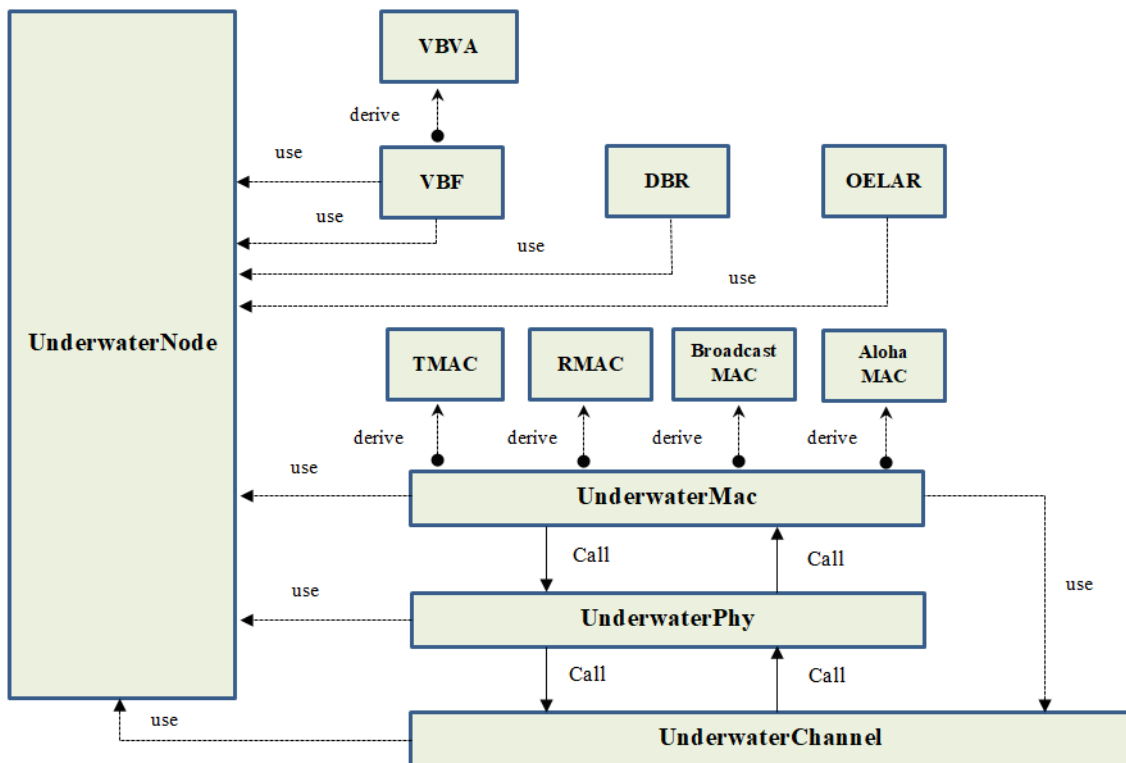 VBVA
derive
use
VBF
DBR
OELAR
use
use
use
UnderwaterNode
TMAC
RMAC
Broadcast
MAC
Aloha
MAC
derive
derive
derive
derive
use
UnderwaterMac
Call
Call
use
use
UnderwaterPhy
Call
Call
use
UnderwaterChannel